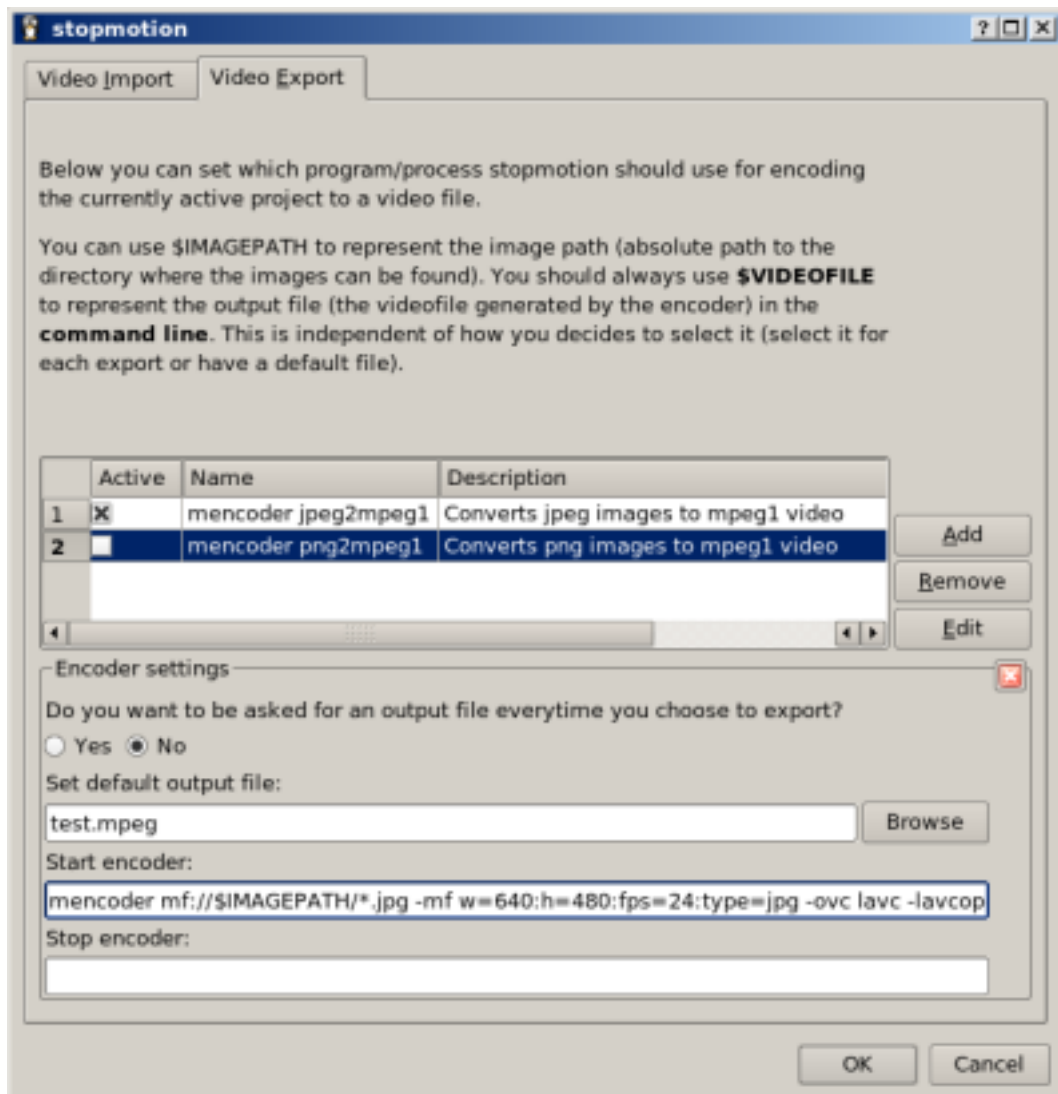 stopmotion
Video Import
Video Export
Below you can set which program/process stopmotion should use for encoding
the currently active project to a video file.
You can use $IMAGEPATH to represent the image path (absolute path to the
directory where the images can be found). You should always use $VIDEOFILE
to represent the output file (the videofile generated by the encoder) in the
command line. This is independent of how you decides to select it (select it for
each export or have a default file).
Active Name Description
1 mencoder jpeg2mpeg1 Converts jpeg images to mpeg1 video
2 mencoder png2mpeg1 Converts png images to mpeg1 video
Add
Remove
Edit
Encoder settings
Do you want to be asked for an output file everytime you choose to export?
Yes No
Set default output file:
test.mpeg
Browse
Start encoder:
mencoder mf://$IMAGEPATH/*.jpg -mf w=640:h=480:fps=24:type=jpg -ovc lavc -lavcop
Stop encoder:
OK
Cancel